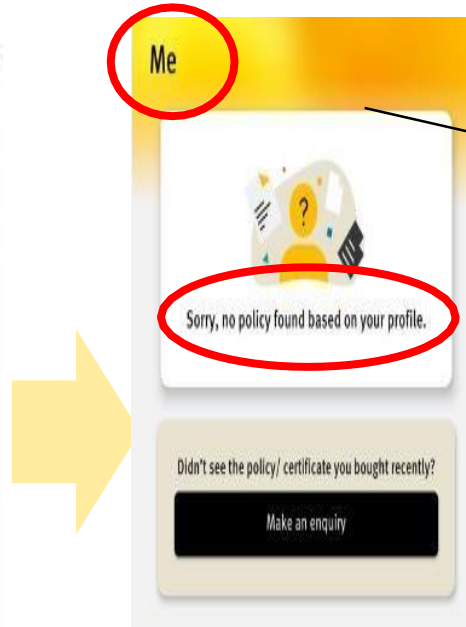 Me
?
Sorry, no policy found based on your profile.
Didn't see the policy/ certificate you bought recently?
Make an enquiry